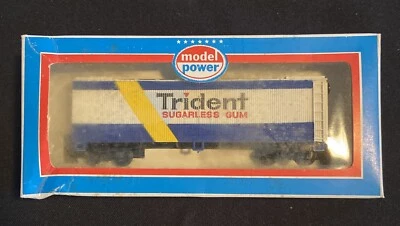 model
power
Trident
SUGARLESS GUM